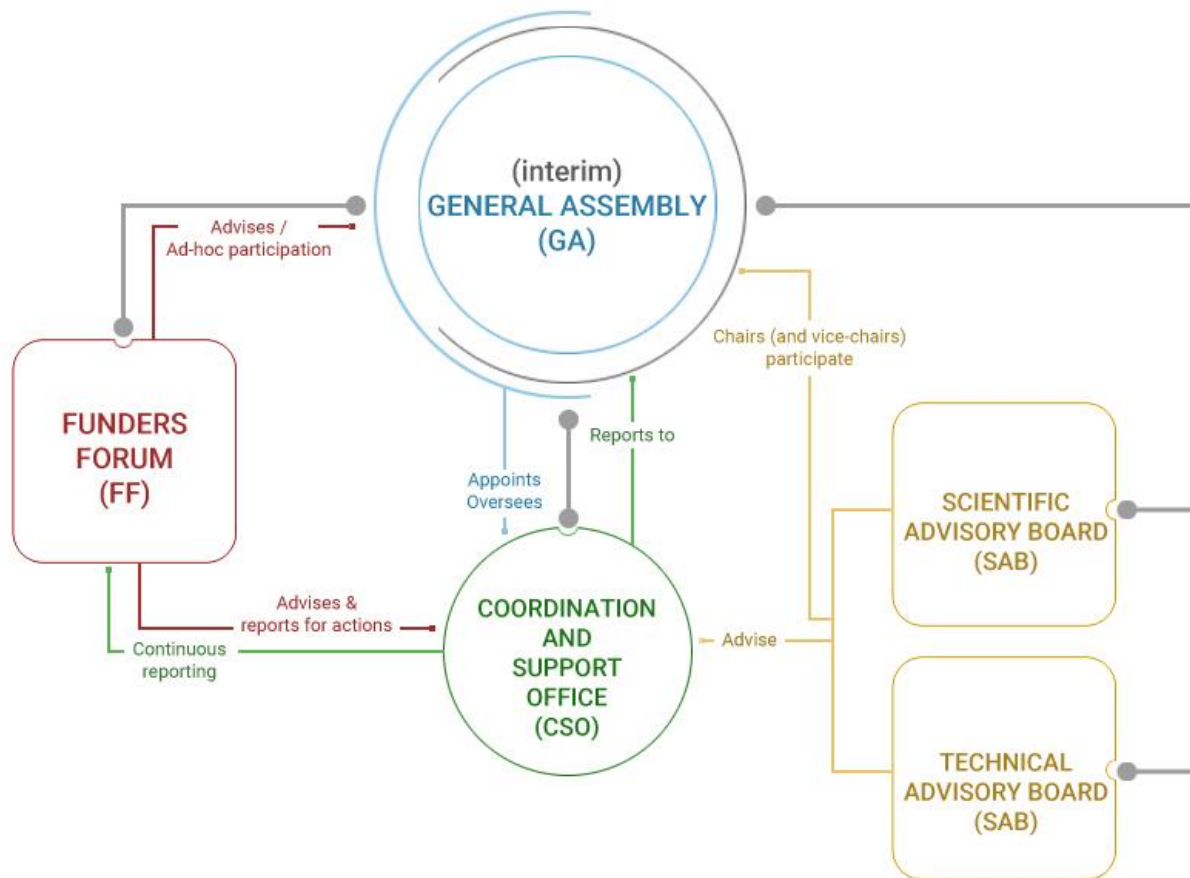 (interim)
GENERAL ASSEMBLY
(GA)
Advises /
Ad-hoc participation
Chairs (and vice-chairs)
participate
FUNDERS
FORUM
(FF)
Reports to
Appoints
Oversees
SCIENTIFIC
ADVISORY BOARD
(SAB)
Advises &
reports for actions
Continuous
reporting
COORDINATION
AND
SUPPORT
OFFICE
(CSO)
Advise
TECHNICAL
ADVISORY BOARD
(SAB)